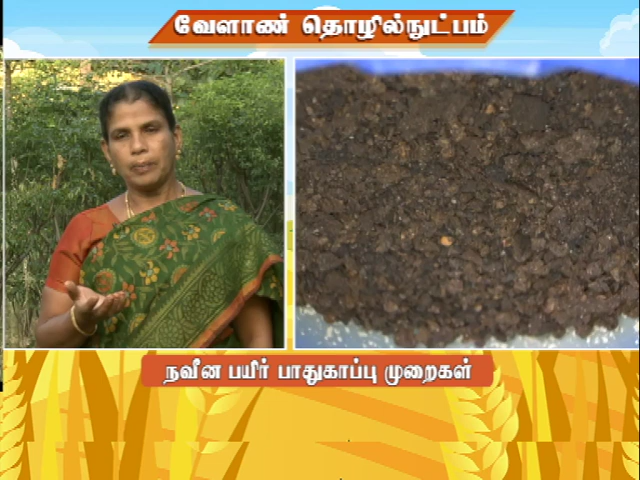 வேளாண் தொழில்நுட்பம்
நவீன பயிர் பாதுகாப்பு முறைகள்